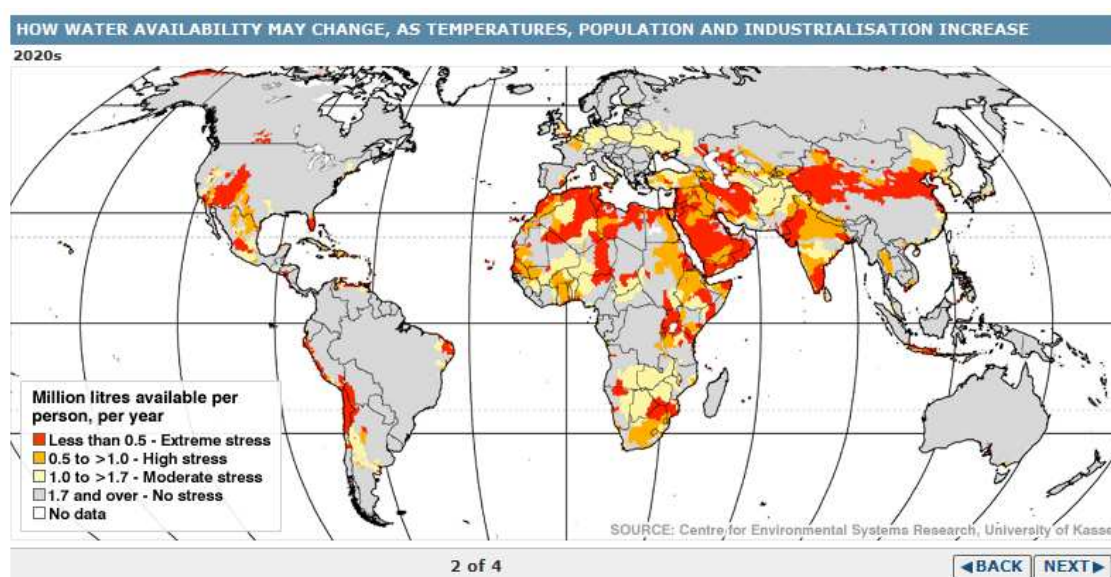 HOW WATER AVAILABILITY MAY CHANGE, AS TEMPERATURES, POPULATION AND INDUSTRIALISATION INCREASE
2020s
Million litres available per
person, per year
Less than 0.5 - Extreme stress
0.5 to >1.0 - High stress
1.0 to >1.7 - Moderate stress
1.7 and over - No stress
No data
SOURCE: Centre for Environmental Systems Research, University of Kasse
2 of 4
◄BACK
NEXT►